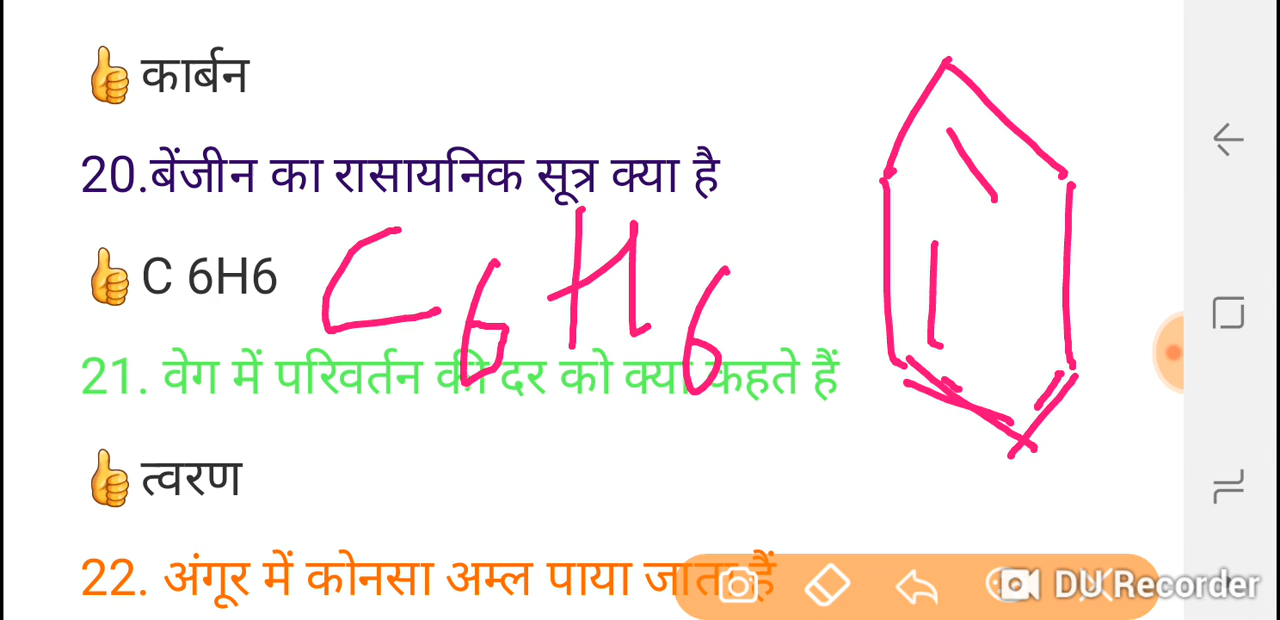 👍कार्बन
20.बेंजीन का रासायनिक सूत्र क्या है
👍C 6H6
C6H6
21. वेग में परिवर्तन की दर को क्या कहते हैं
👍त्वरण
22. अंगूर में कोनसा अम्ल पाया जाता हैं
DU Recorder